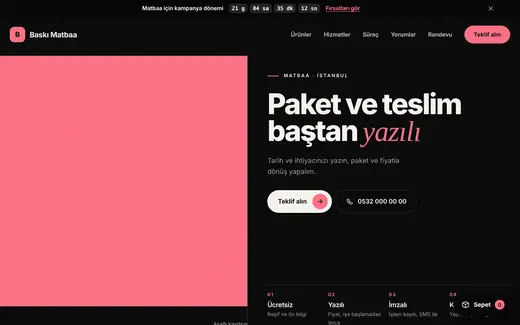 Matbaa için kampanya dönemi 21 g 04 sa 35 dk 12 sn Fırsatları gör
B Baskı Matbaa
Ürünler Hizmetler Süreç Yorumlar Randevu Teklif alın
MATBAA · İSTANBUL
Paket ve teslim
baştan yazılı
Tarih ve ihtiyacınızı yazın, paket ve fiyatla
dönüş yapalım.
Teklif alın → 0532 000 00 00
01 02 03 04
Ücretsiz Yazılı İmzalı K Sepet 0
Keşif ve ön bilgi Fiyat, işe başlamadan İşlem kaydı, SMS ile
önce